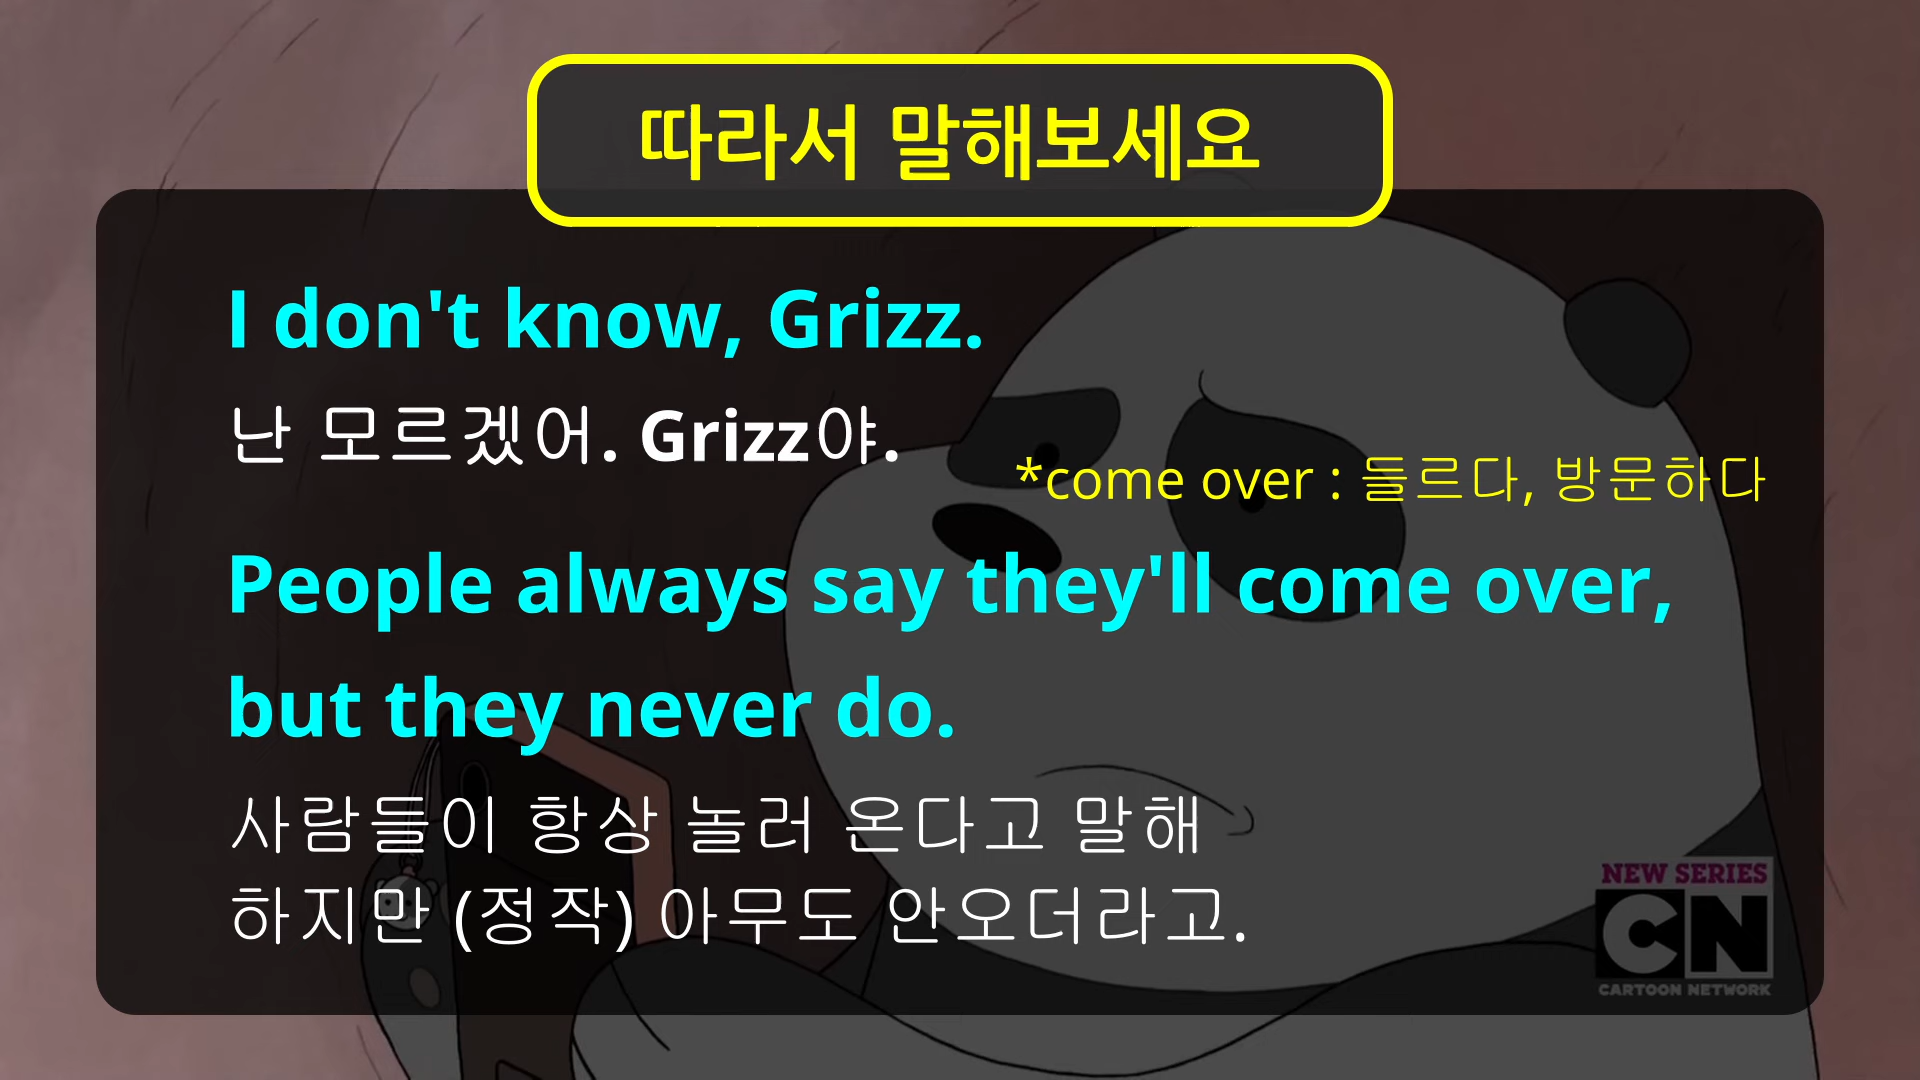 따라서 말해보세요
I don't know, Grizz.
난 모르겠어. Grizz야.
*come over : 들르다, 방문하다
People always say they'll come over,
but they never do.
사람들이 항상 놀러 온다고 말해
하지만 (정작) 아무도 안오더라고.
NEW SERIES
CN
CARTOON NETWORK